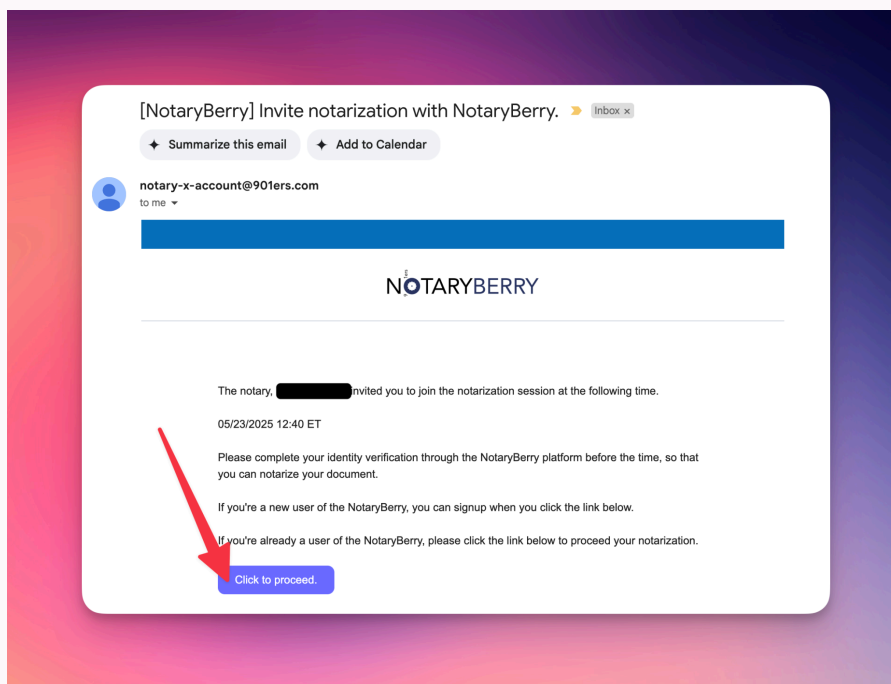 [NotaryBerry] Invite notarization with NotaryBerry. Inbox ×
Summarize this email Add to Calendar
notary-x-account@901ers.com
to me
NOTARYBERRY
The notary, invited you to join the notarization session at the following time.
05/23/2025 12:40 ET
Please complete your identity verification through the NotaryBerry platform before the time, so that
you can notarize your document.
If you're a new user of the NotaryBerry, you can signup when you click the link below.
If you're already a user of the NotaryBerry, please click the link below to proceed your notarization.
Click to proceed.